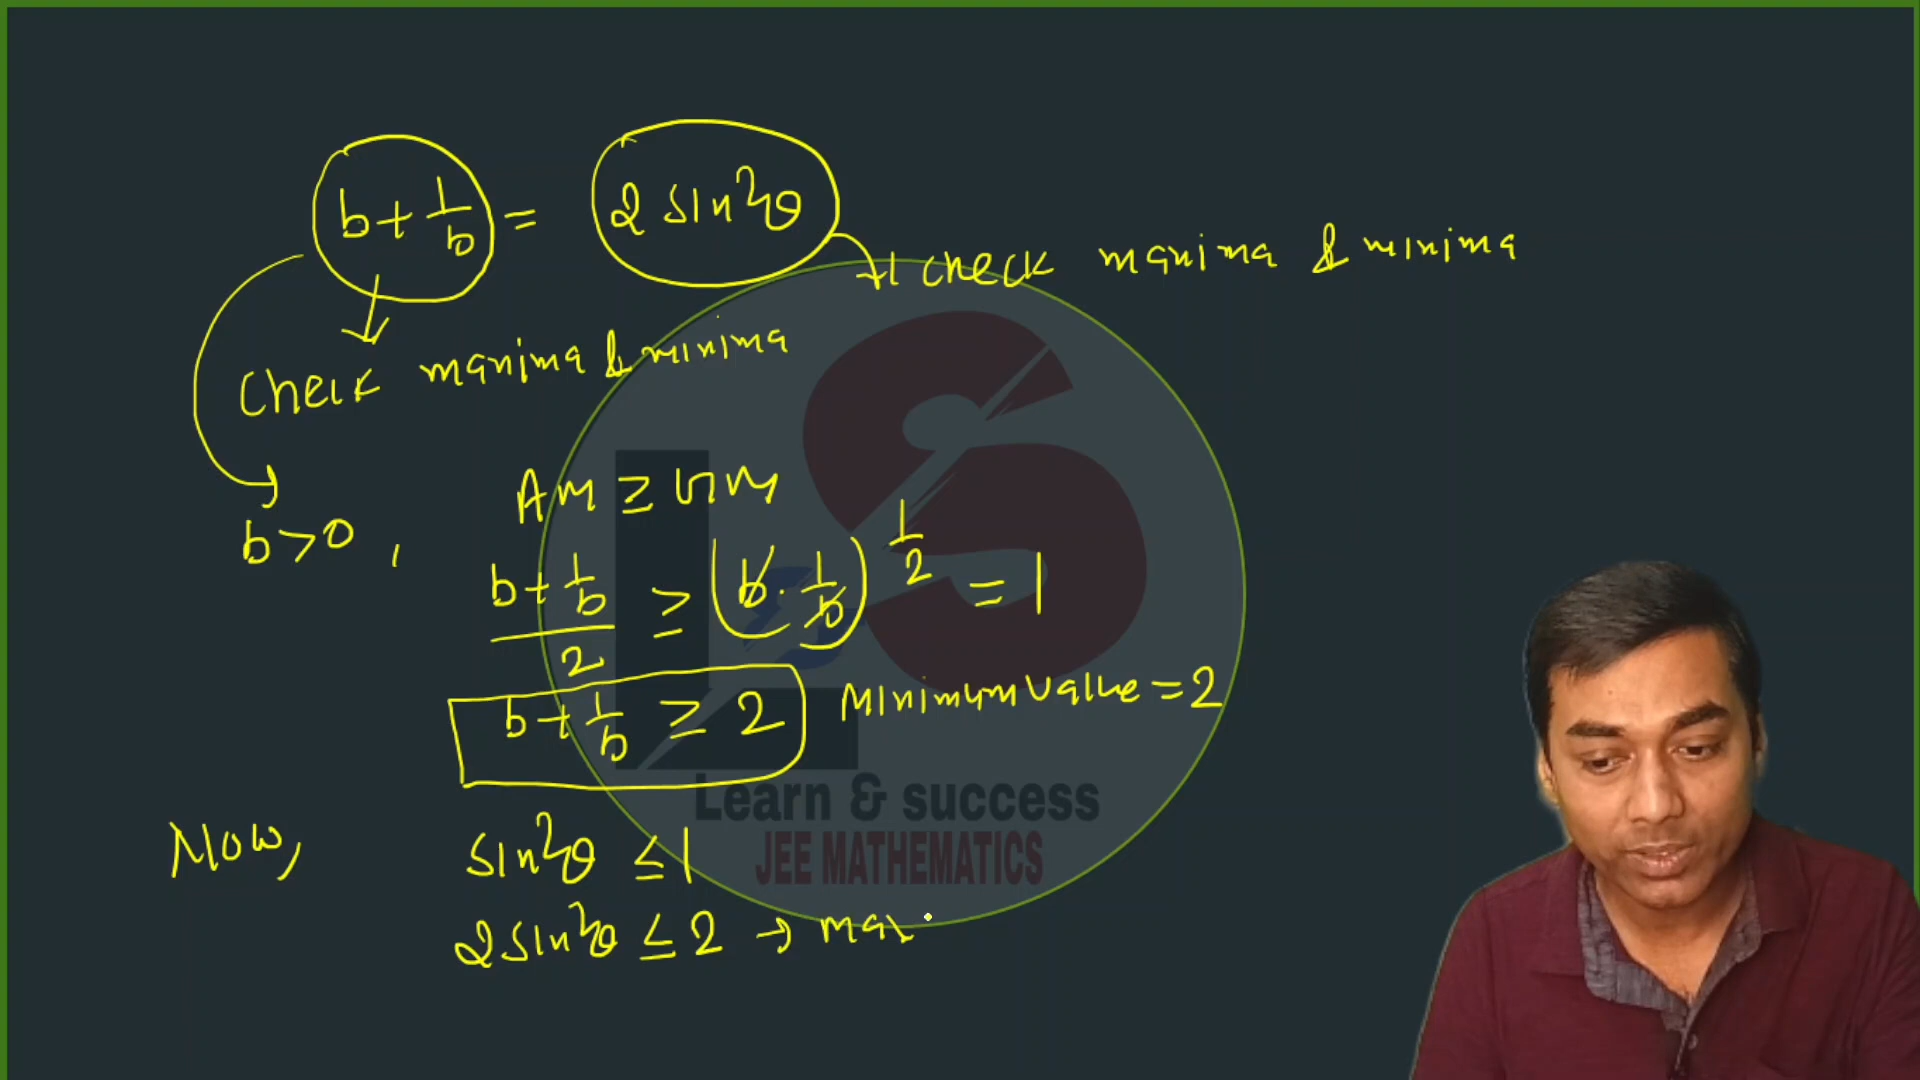 b + 1/b = 2 sin²θ
check maxima & minima
Check maxima & minima
b > 0 , AM ≥ GM
(b + 1/b)/2 ≥ (b · 1/b)^(1/2) = 1
b + 1/b ≥ 2 Minimum value = 2
Learn & success
Now, sin²θ ≤ 1
JEE MATHEMATICS
2 sin²θ ≤ 2 → max